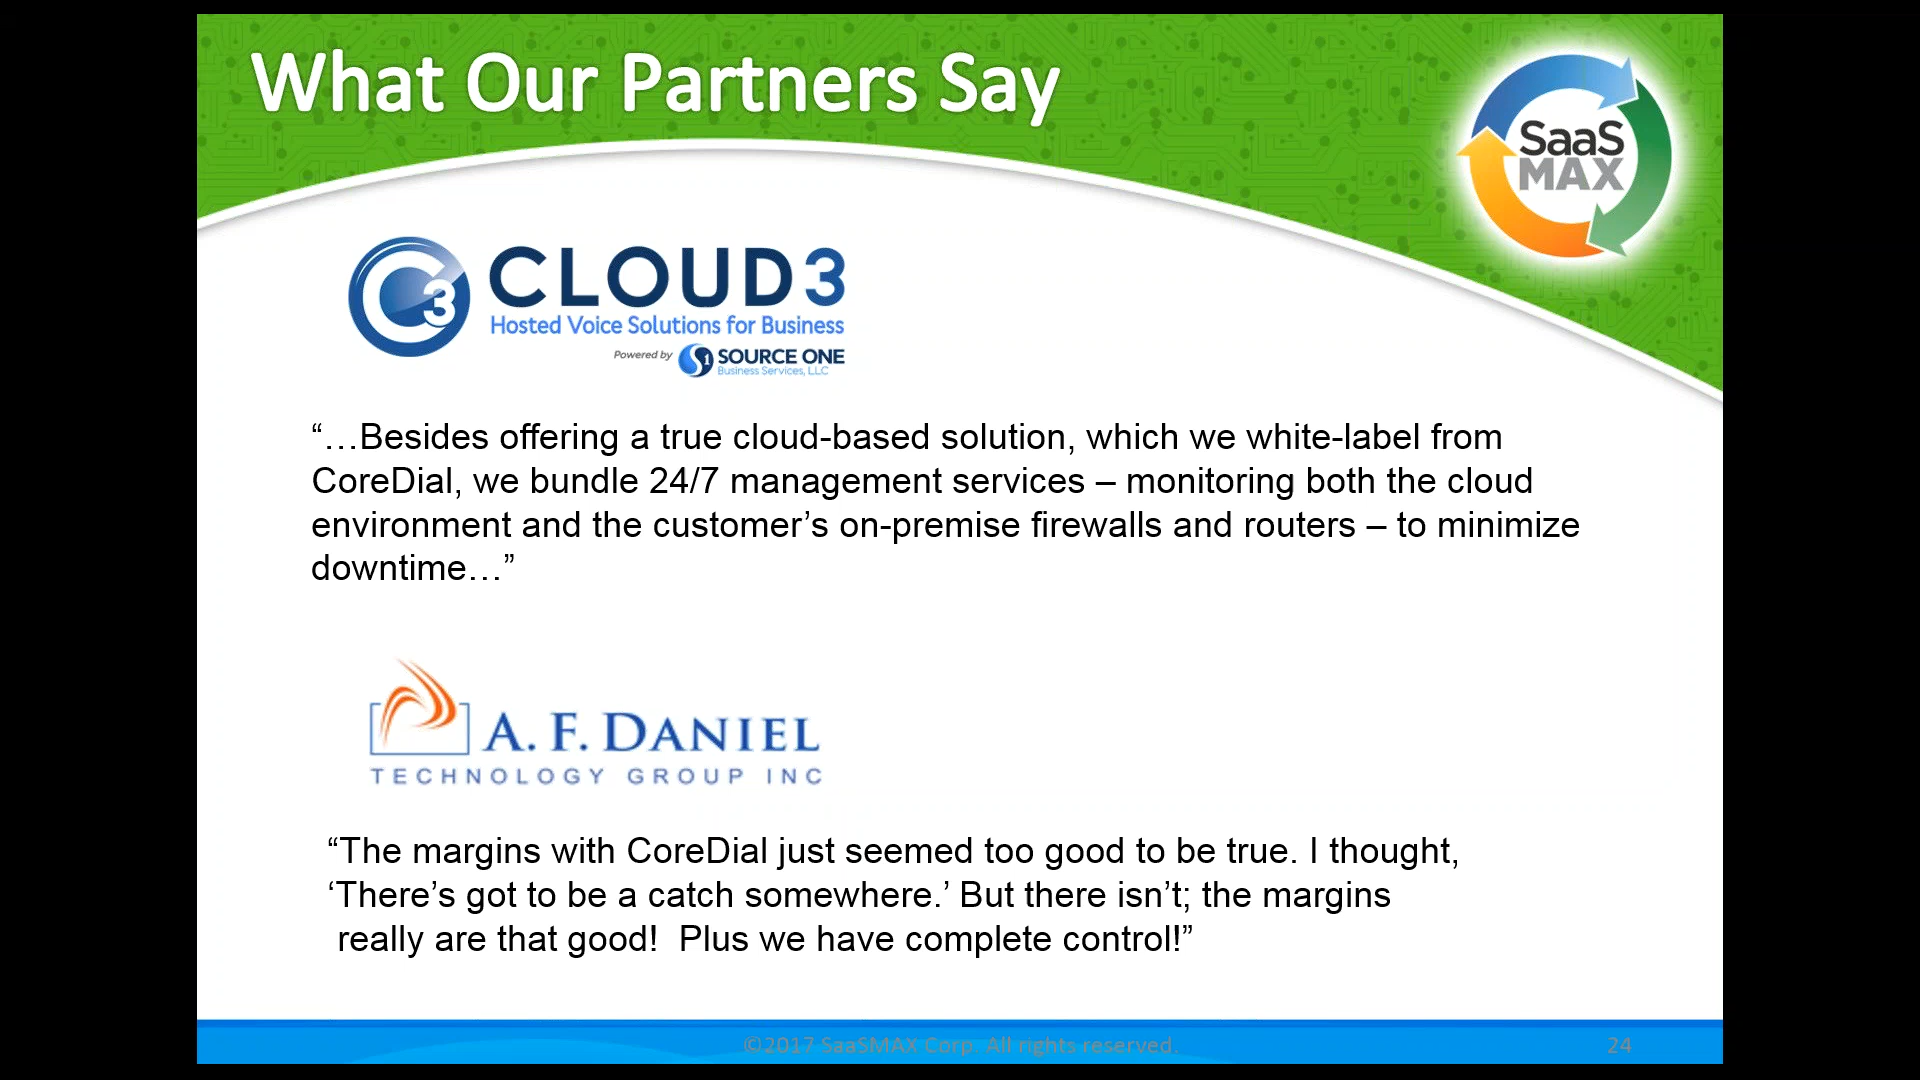 What Our Partners Say
SaaS
MAX
C3
CLOUD3
Hosted Voice Solutions for Business
Powered by S1 SOURCE ONE
Business Services, LLC
“…Besides offering a true cloud-based solution, which we white-label from
CoreDial, we bundle 24/7 management services – monitoring both the cloud
environment and the customer’s on-premise firewalls and routers – to minimize
downtime…”
A. F. DANIEL
TECHNOLOGY GROUP INC
“The margins with CoreDial just seemed too good to be true. I thought,
‘There’s got to be a catch somewhere.’ But there isn’t; the margins
really are that good!  Plus we have complete control!”
©2017 SaaSMAX Corp. All rights reserved.
24